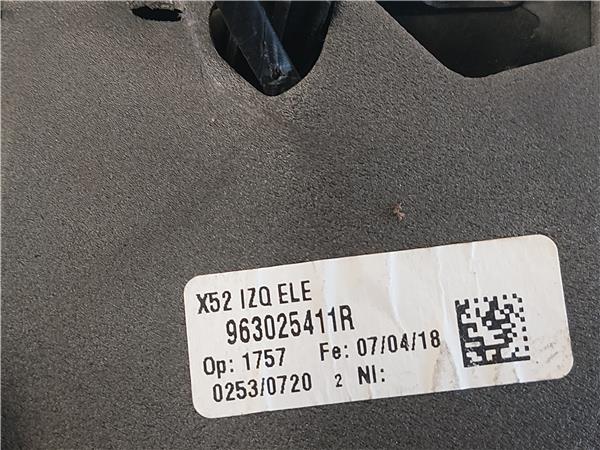 X52 IZQ ELE
963025411R
Op: 1757 Fe: 07/04/18
0253/0720 2 NI: